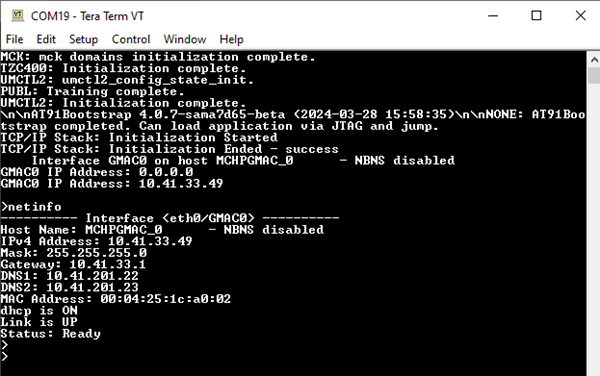 COM19 - Tera Term VT
File Edit Setup Control Window Help
MCK: mck domains initialization complete.
TZC400: Initialization complete.
UMCTL2: umctl2_config_state_init.
PUBL: Training complete.
UMCTL2: Initialization complete.
\n\nAT91Bootstrap 4.0.7-sama7d65-beta (2024-03-28 15:58:35)\n\nNONE: AT91Boo
tstrap completed. Can load application via JTAG and jump.
TCP/IP Stack: Initialization Started
TCP/IP Stack: Initialization Ended - success
    Interface GMAC0 on host MCHPGMAC_0      - NBNS disabled
GMAC0 IP Address: 0.0.0.0
GMAC0 IP Address: 10.41.33.49
>netinfo
---------- Interface <eth0/GMAC0> ----------
Host Name: MCHPGMAC_0      - NBNS disabled
IPv4 Address: 10.41.33.49
Mask: 255.255.255.0
Gateway: 10.41.33.1
DNS1: 10.41.201.22
DNS2: 10.41.201.23
MAC Address: 00:04:25:1c:a0:02
dhcp is ON
Link is UP
Status: Ready
>
>